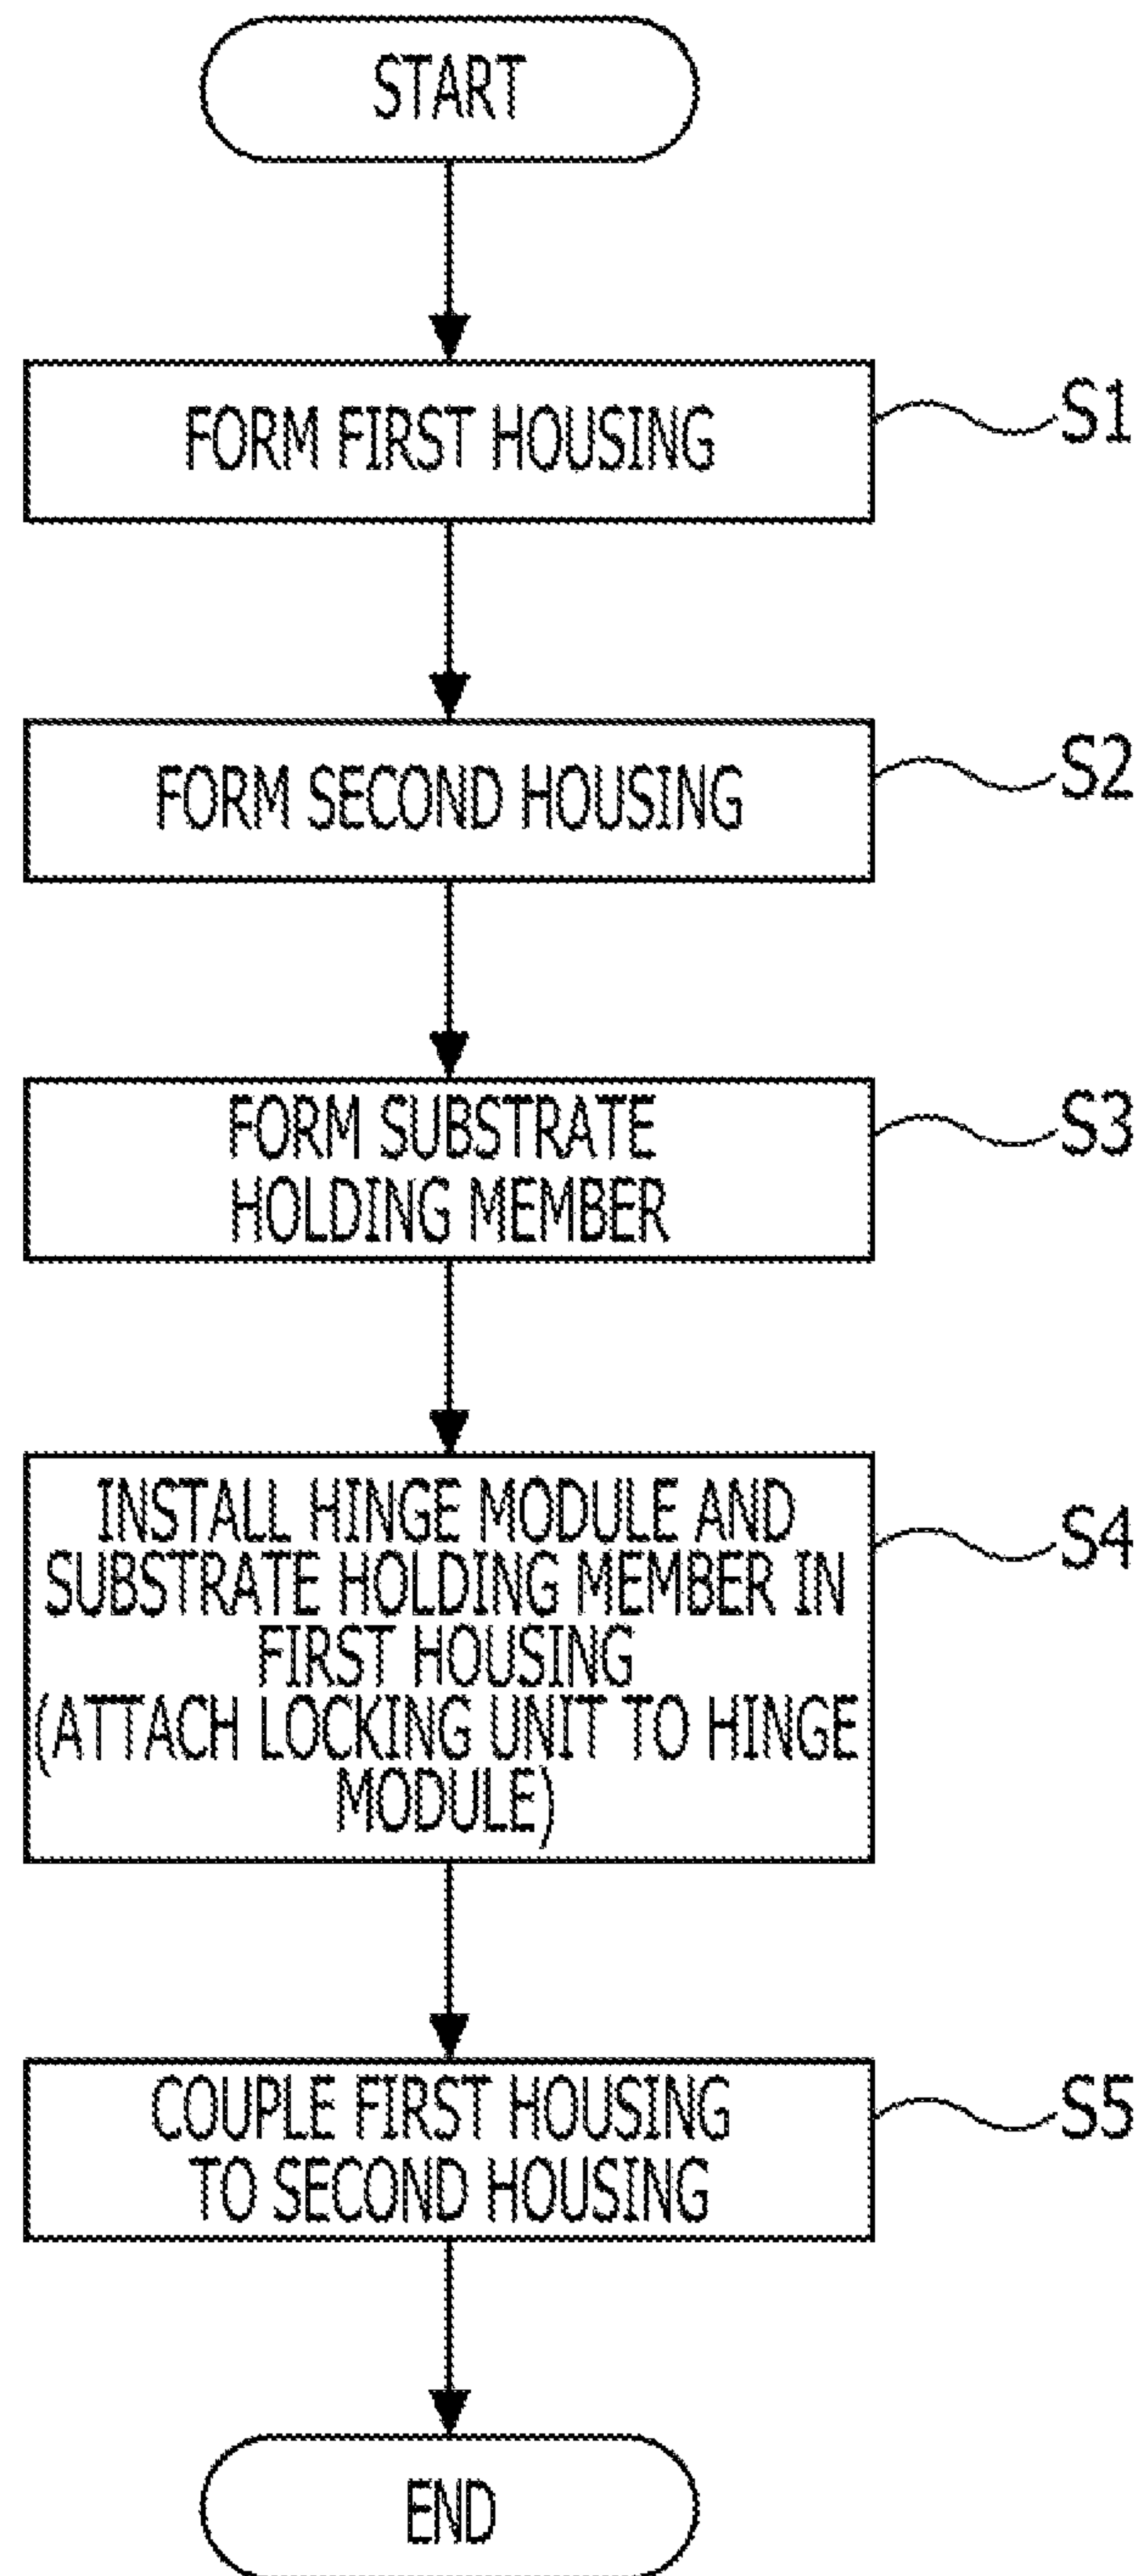 START
FORM FIRST HOUSING
S1
FORM SECOND HOUSING
S2
FORM SUBSTRATE
HOLDING MEMBER
S3
INSTALL HINGE MODULE AND
SUBSTRATE HOLDING MEMBER IN
FIRST HOUSING
(ATTACH LOCKING UNIT TO HINGE
MODULE)
S4
COUPLE FIRST HOUSING
TO SECOND HOUSING
S5
END